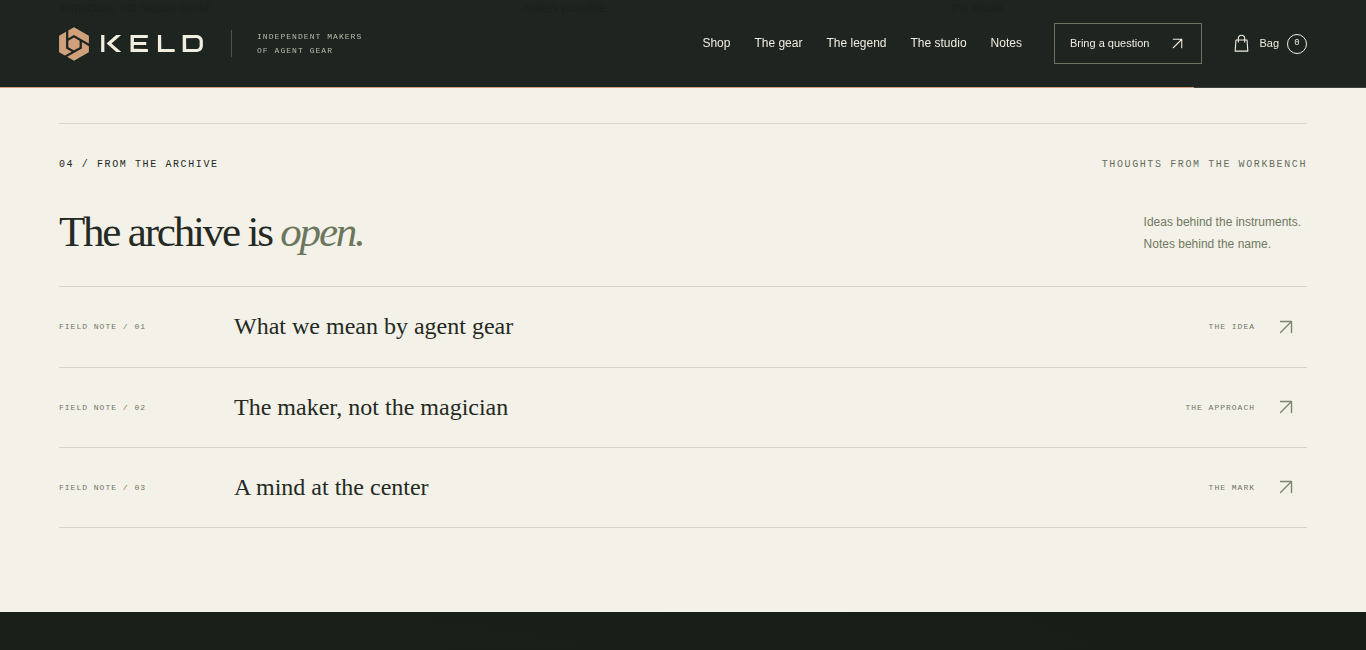 KELD
INDEPENDENT MAKERS
OF AGENT GEAR
Shop
The gear
The legend
The studio
Notes
Bring a question
Bag
0
04 / FROM THE ARCHIVE
THOUGHTS FROM THE WORKBENCH
The archive is open.
Ideas behind the instruments.
Notes behind the name.
FIELD NOTE / 01
What we mean by agent gear
THE IDEA
FIELD NOTE / 02
The maker, not the magician
THE APPROACH
FIELD NOTE / 03
A mind at the center
THE MARK